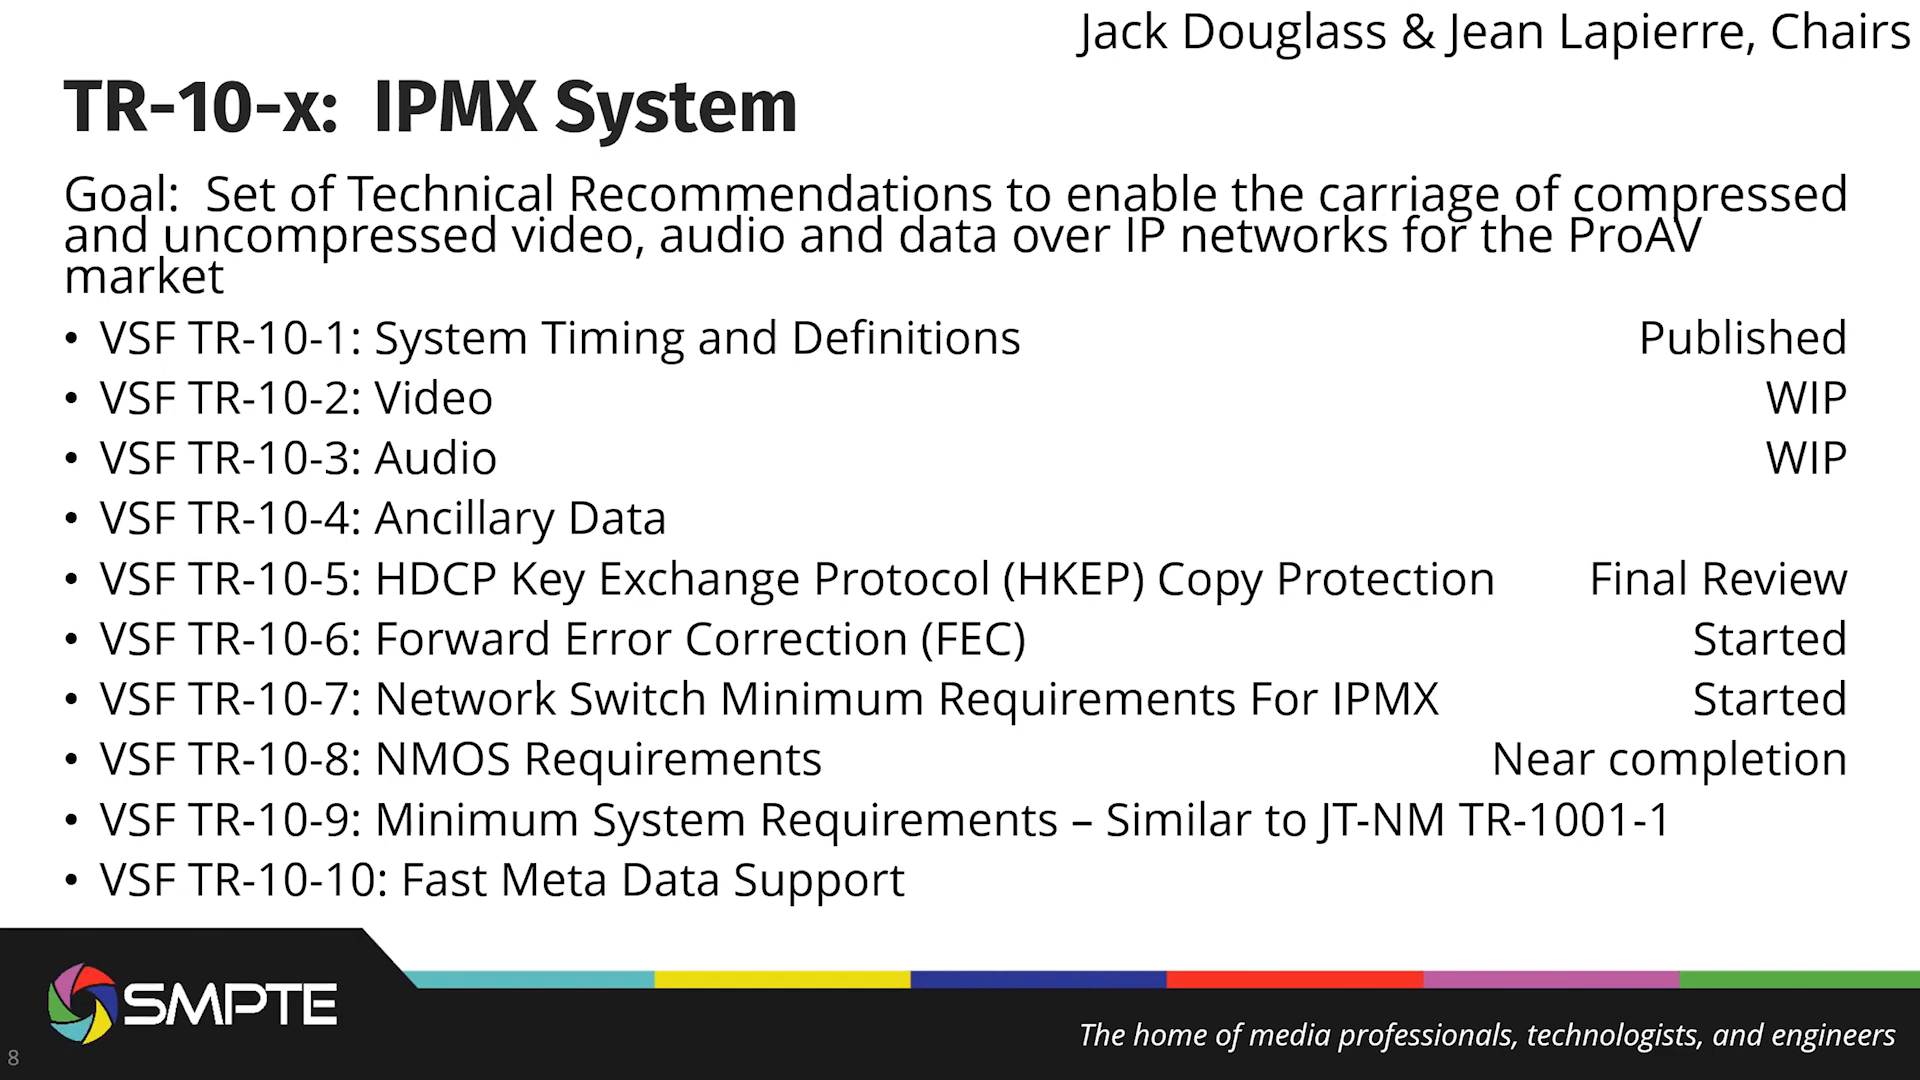 Jack Douglass & Jean Lapierre, Chairs
TR-10-x:  IPMX System
Goal:  Set of Technical Recommendations to enable the carriage of compressed
and uncompressed video, audio and data over IP networks for the ProAV
market
• VSF TR-10-1: System Timing and Definitions Published
• VSF TR-10-2: Video WIP
• VSF TR-10-3: Audio WIP
• VSF TR-10-4: Ancillary Data
• VSF TR-10-5: HDCP Key Exchange Protocol (HKEP) Copy Protection Final Review
• VSF TR-10-6: Forward Error Correction (FEC) Started
• VSF TR-10-7: Network Switch Minimum Requirements For IPMX Started
• VSF TR-10-8: NMOS Requirements Near completion
• VSF TR-10-9: Minimum System Requirements – Similar to JT-NM TR-1001-1
• VSF TR-10-10: Fast Meta Data Support
SMPTE
The home of media professionals, technologists, and engineers
8